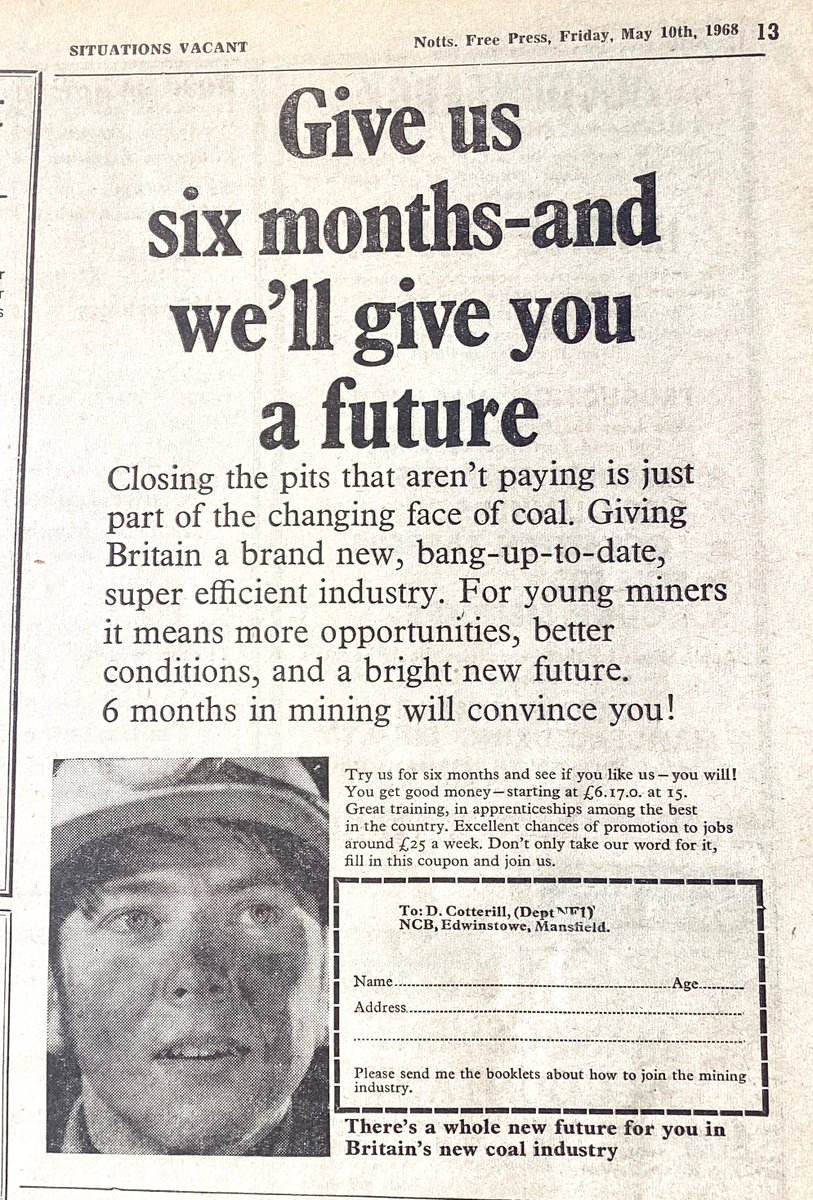 SITUATIONS VACANT
Notts. Free Press, Friday, May 10th, 1968 13
Give us
six months-and
we'll give you
a future
Closing the pits that aren't paying is just
part of the changing face of coal. Giving
Britain a brand new, bang-up-to-date,
super efficient industry. For young miners
it means more opportunities, better
conditions, and a bright new future.
6 months in mining will convince you!
Try us for six months and see if you like us—you will!
You get good money—starting at £6.17.0. at 15.
Great training, in apprenticeships among the best
in the country. Excellent chances of promotion to jobs
around £25 a week. Don't only take our word for it,
fill in this coupon and join us.
To: D. Cotterill, (Dept
NCB, Edwinstowe, Mansfield.
Name Age
Address
Please send me the booklets about how to join the mining
industry.
There's a whole new future for you in
Britain's new coal industry